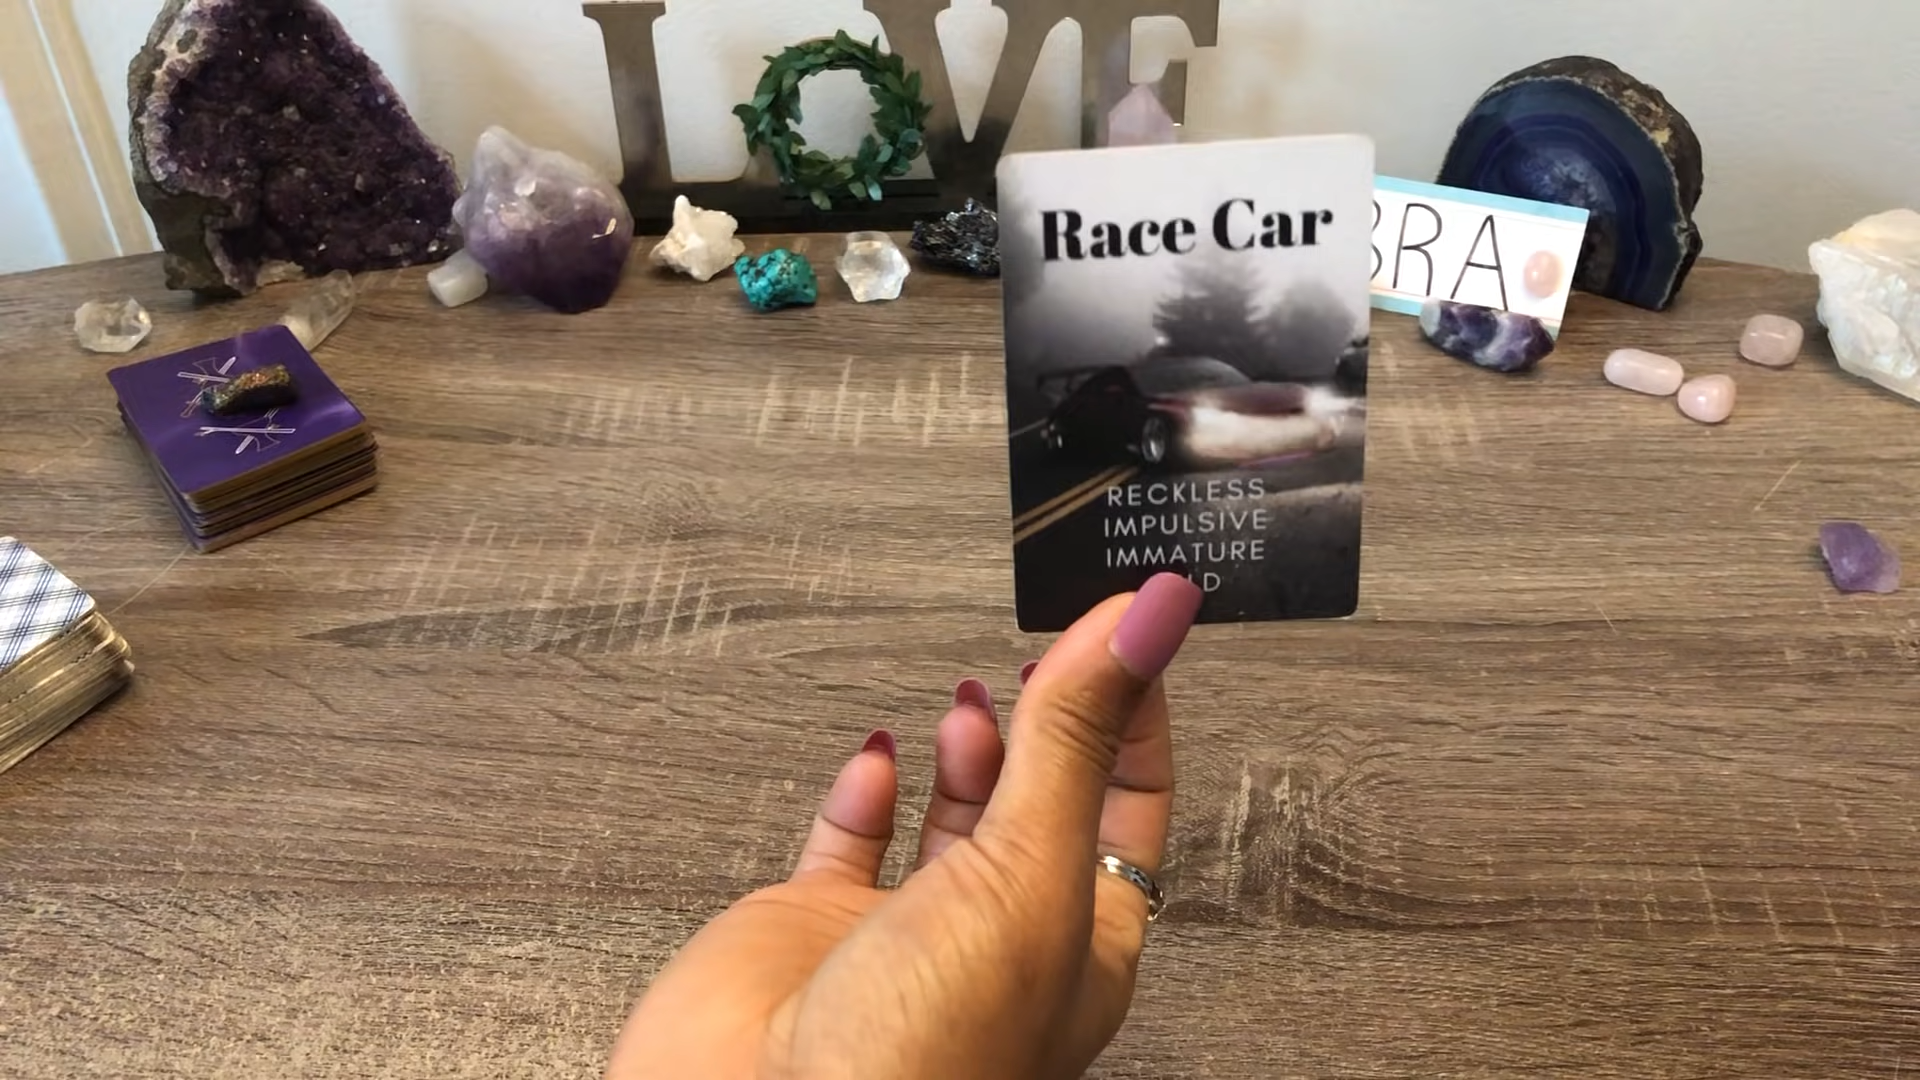 LOVE
Race Car
BRA
RECKLESS
IMPULSIVE
IMMATURE